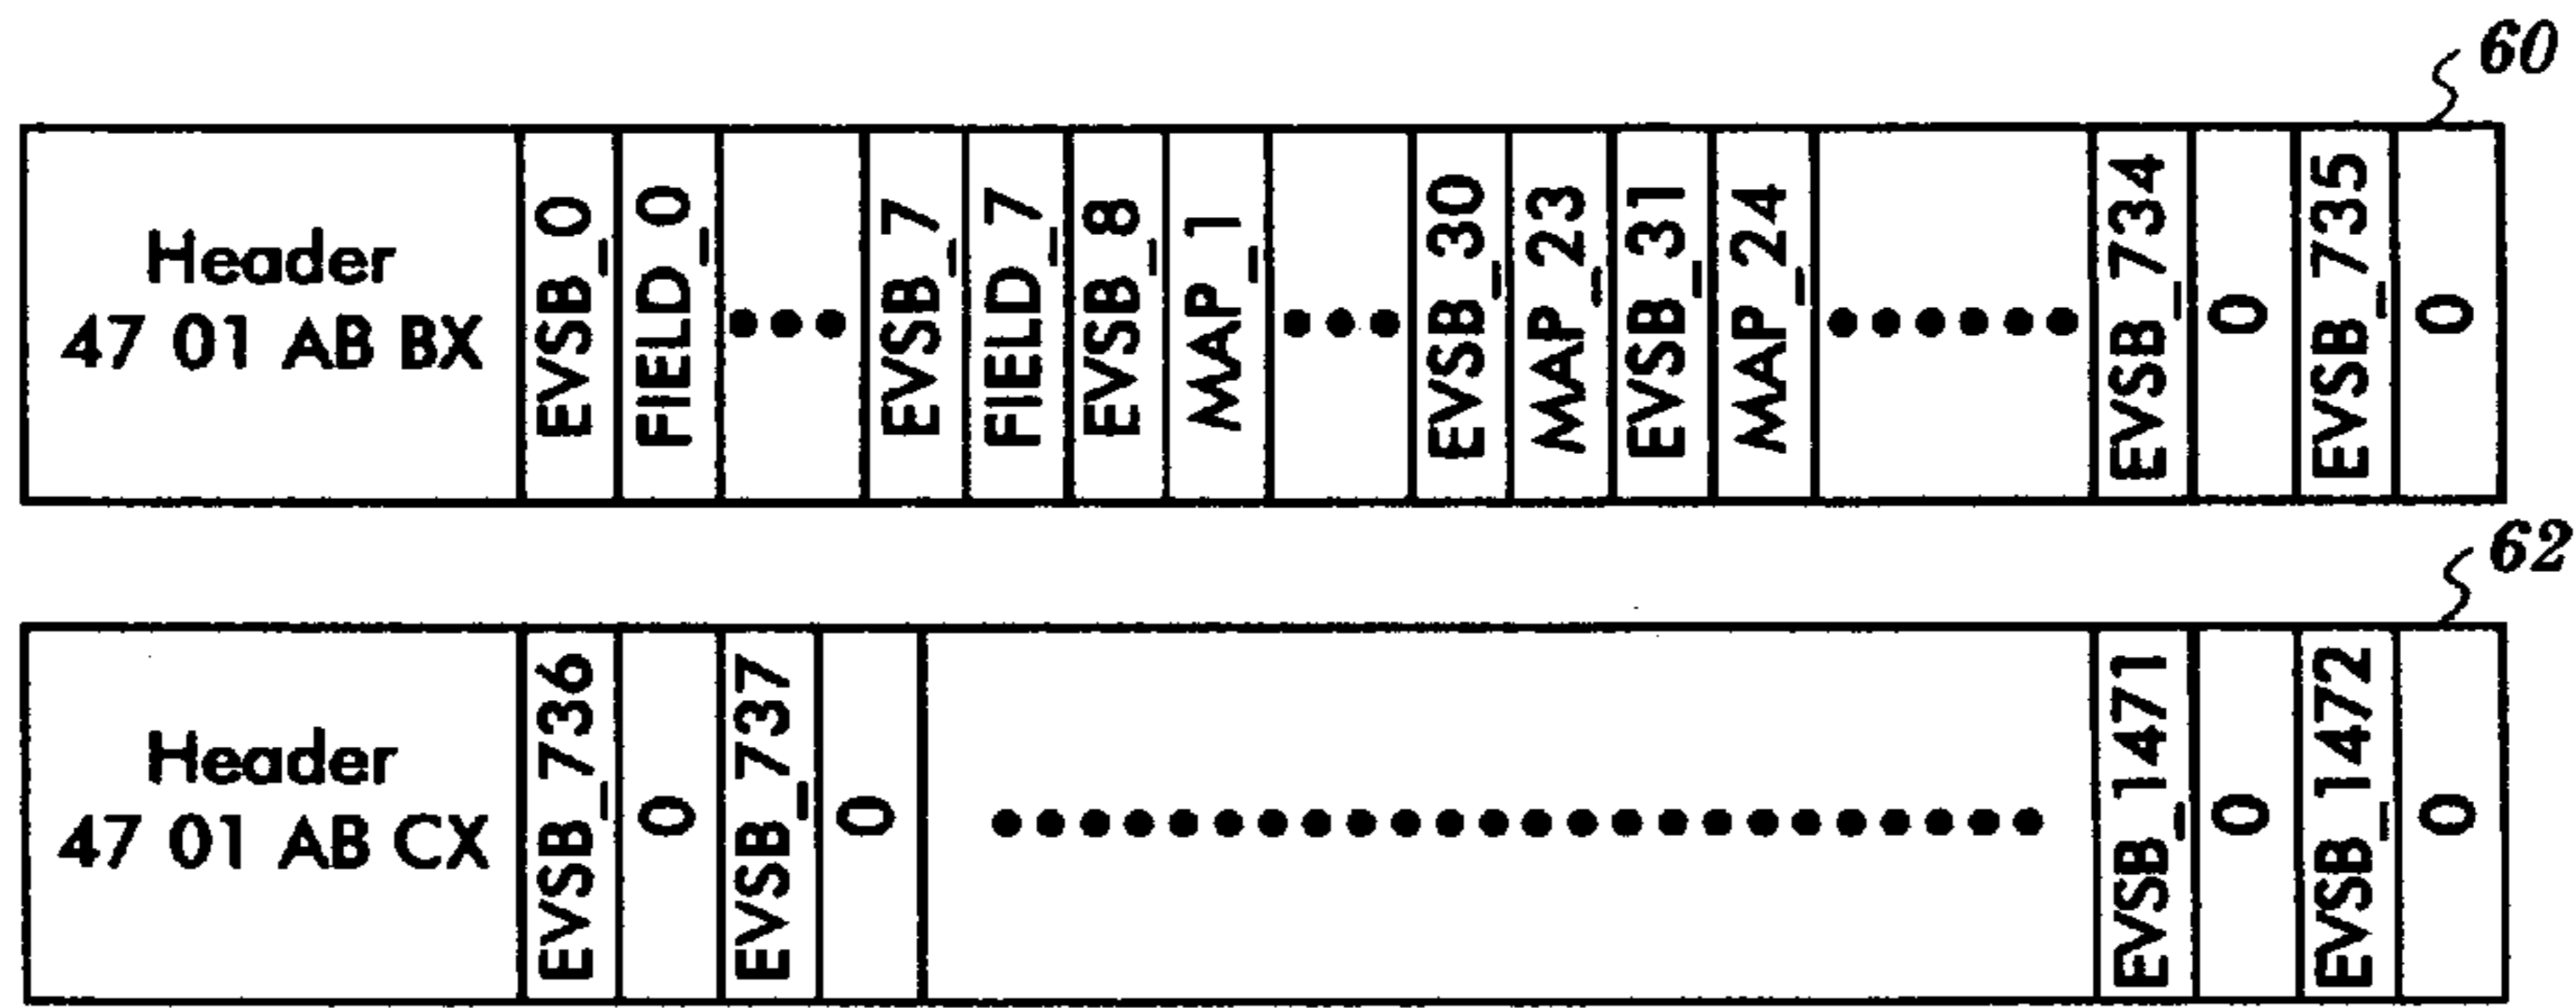 60
Header
47 01 AB BX
EVSB_0
FIELD_0
EVSB_7
FIELD_7
EVSB_8
MAP_1
EVSB_30
MAP_23
EVSB_31
MAP_24
EVSB_734
0
EVSB_735
0
62
Header
47 01 AB CX
EVSB_736
0
EVSB_737
0
EVSB_1471
0
EVSB_1472
0